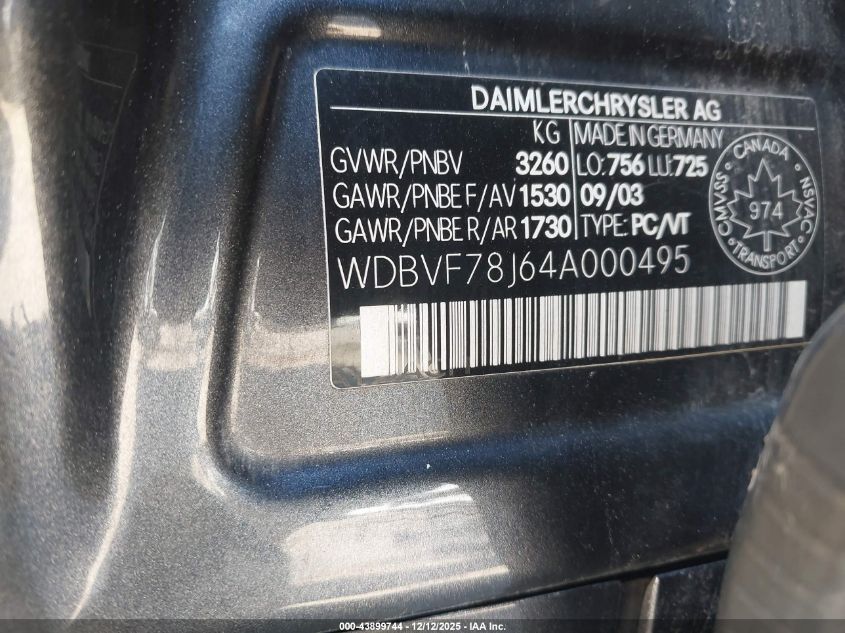 DAIMLERCHRYSLER AG
KG MADE IN GERMANY
GVWR/PNBV 3260 LO:756 LU:725
GAWR/PNBE F/AV 1530 09/03
GAWR/PNBE R/AR 1730 TYPE: PC/VT
WDBVF78J64A000495
CANADA
CMVSS
NSVAC
974
TRANSPORT
000-43899744 - 12/12/2025 - IAA Inc.